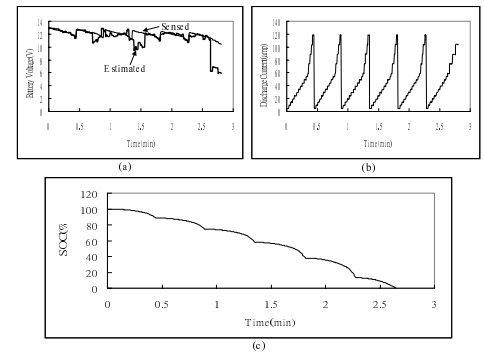 14
12
10
8
6
4
2
0
Battery Voltage(V)
Sensed
Estimated
0 0.5 1 1.5 2 2.5 3
Time(min)
(a)
140
120
100
80
60
40
20
0
Discharge Current(amp)
0 0.5 1 1.5 2 2.5 3
Time(min)
(b)
120
100
80
60
40
20
0
SOC(%
0 0.5 1 1.5 2 2.5 3
Time(min)
(c)